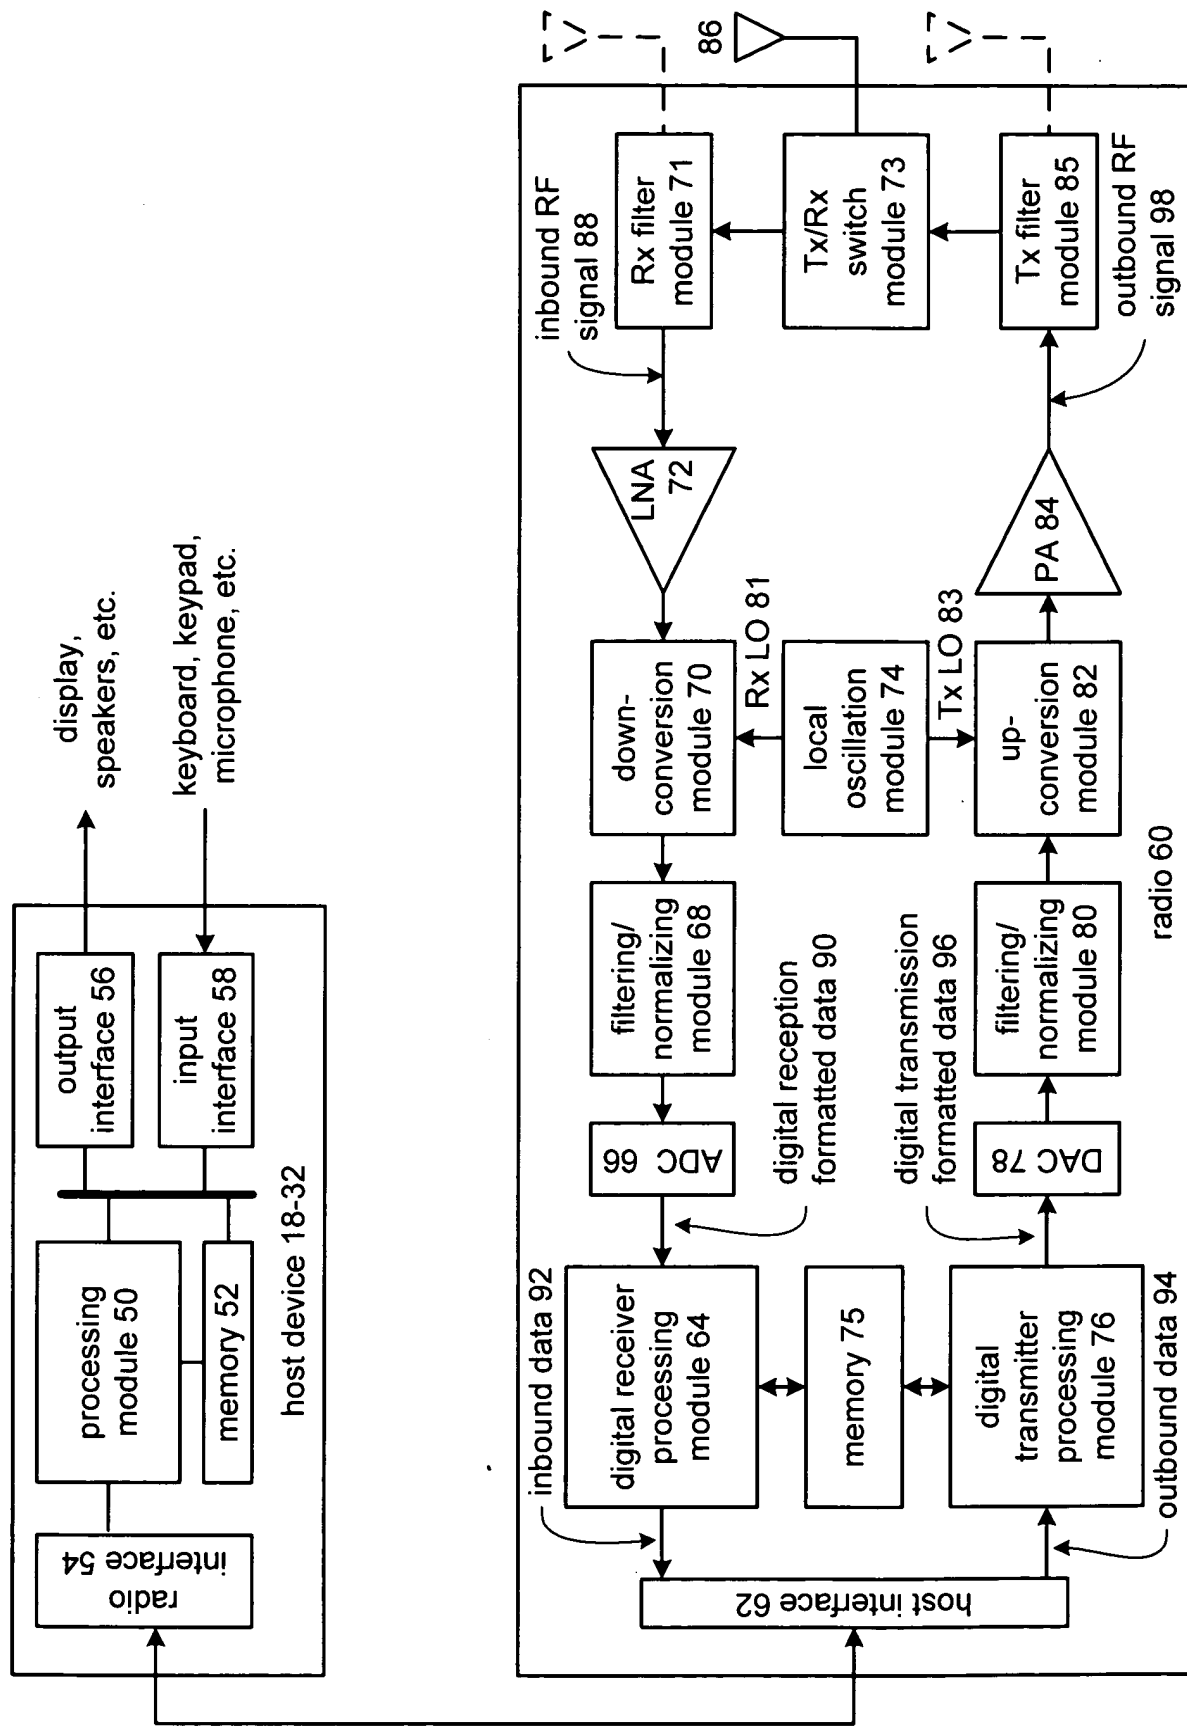 radio
interface 54
processing
module 50
memory 52
output
interface 56
input
interface 58
display,
speakers, etc.
keyboard, keypad,
microphone, etc.
host device 18-32
host interface 62
inbound data 92
digital receiver
processing
module 64
memory 75
digital
transmitter
processing
module 76
outbound data 94
ADC 66
digital reception
formatted data 90
digital transmission
formatted data 96
DAC 78
filtering/
normalizing
module 68
filtering/
normalizing
module 80
down-
conversion
module 70
Rx LO 81
local
oscillation
module 74
Tx LO 83
up-
conversion
module 82
LNA
72
PA 84
inbound RF
signal 88
Rx filter
module 71
Tx/Rx
switch
module 73
Tx filter
module 85
outbound RF
signal 98
86
radio 60